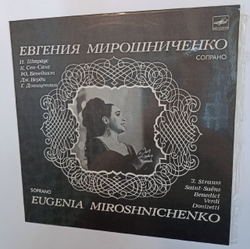 ЕВГЕНИЯ МИРОШНИЧЕНКО
СОПРАНО
И. Штраус
К. Сен-Санс
Ю. Бенедикт
Дж. Верди
Г. Доницетти
SOPRANO
J. Strauss
Saint-Saëns
Benedict
Verdi
Donizetti
EUGENIA MIROSHNICHENKO